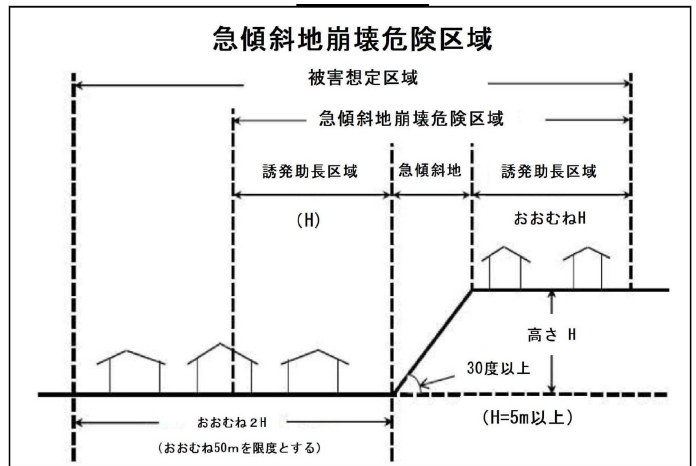 急傾斜地崩壊危険区域
被害想定区域
急傾斜地崩壊危険区域
誘発助長区域
急傾斜地
誘発助長区域
(H)
おおむねH
高さ H
30度以上
(H=5m以上)
おおむね2H
(おおむね50mを限度とする)